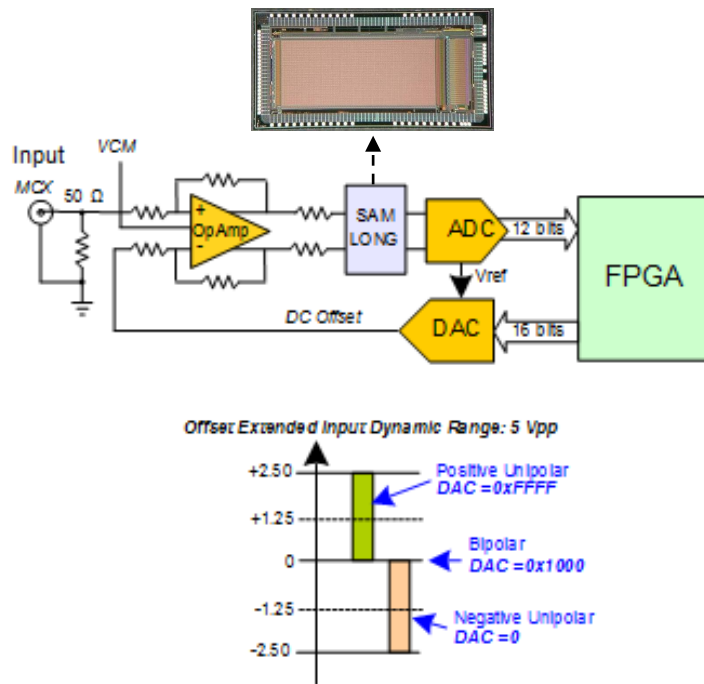 Input
VCM
MCX
50 Ω
+
OpAmp
-
SAM
LONG
ADC
12 bits
FPGA
Vref
DAC
16 bits
DC Offset
Offset Extended Input Dynamic Range: 5 Vpp
+2.50
Positive Unipolar
DAC =0xFFFF
+1.25
Bipolar
0
DAC =0x1000
-1.25
Negative Unipolar
DAC =0
-2.50